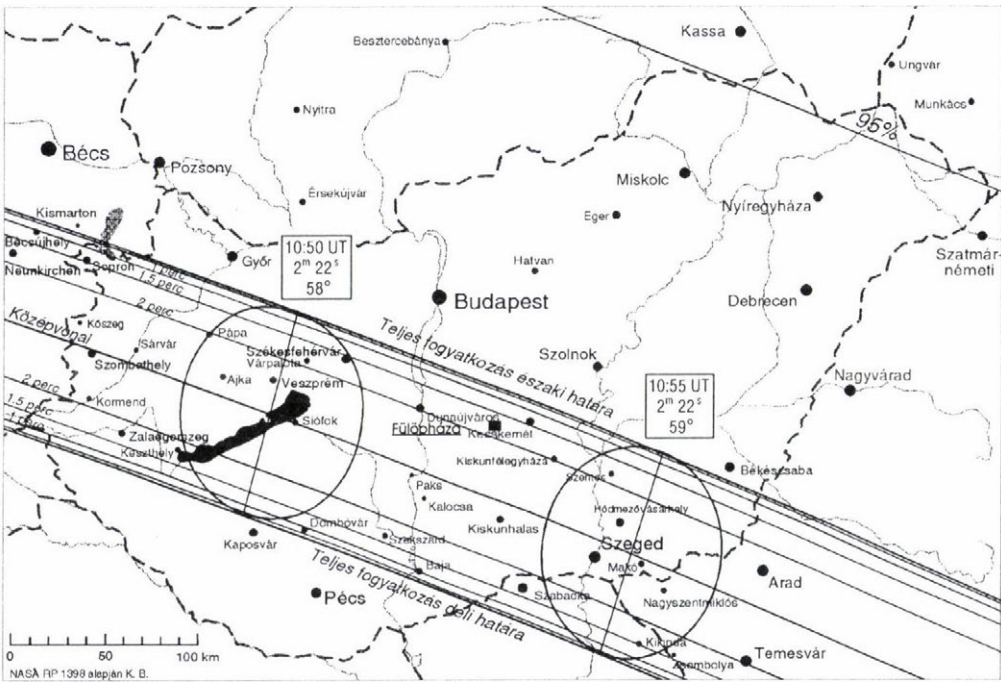 Kassa
Besztercebánya
Ungvár
Munkács
Nyitra
95%
Bécs
Pozsony
Miskolc
Érsekújvár
Nyíregyháza
Eger
Kismarton
Bécsújhely
Szatmár-
németi
Neunkirchen
Sopron
1 perc
1,5 perc
Győr
10:50 UT
2m 22s
58°
Hatvan
Budapest
Debrecen
2 perc
Középvonal
Kőszeg
Sárvár
Pápa
Teljes fogyatkozás északi határa
Szombathely
Székesfehérvár
Várpalota
Szolnok
Ajka
Veszprém
10:55 UT
2m 22s
59°
Nagyvárad
2 perc
Kormend
1,5 perc
1 perc
Siófok
Dunaújváros
Fülöpháza
Kecskemét
Zalaegerszeg
Keszthely
Kiskunfélegyháza
Békéscsaba
Szentes
Paks
Kalocsa
Kiskunhalas
Hódmezővásárhely
Kaposvár
Dombóvár
Szekszárd
Szeged
Makó
Arad
Baja
Szabadka
Nagyszentmiklós
Pécs
Teljes fogyatkozás déli határa
Kikinda
Zsombolya
Temesvár
0 50 100 km
NASA RP 1398 alapján K. B.